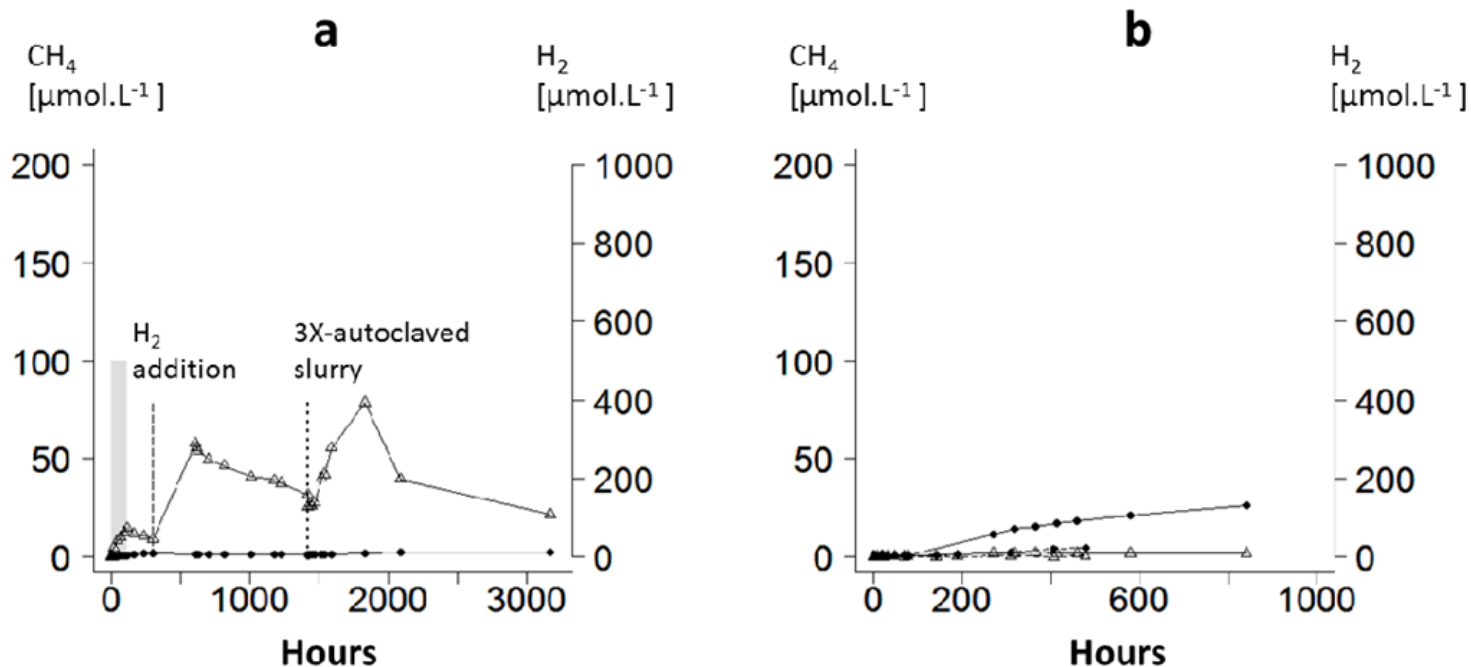 a
CH₄
[µmol.L⁻¹ ]
H₂
[µmol.L⁻¹ ]
200
150
100
50
0
1000
800
600
400
200
0
H₂
addition
3X-autoclaved
slurry
0 1000 2000 3000
Hours
b
CH₄
[µmol.L⁻¹ ]
H₂
[µmol.L⁻¹ ]
200
150
100
50
0
1000
800
600
400
200
0
0 200 600 1000
Hours